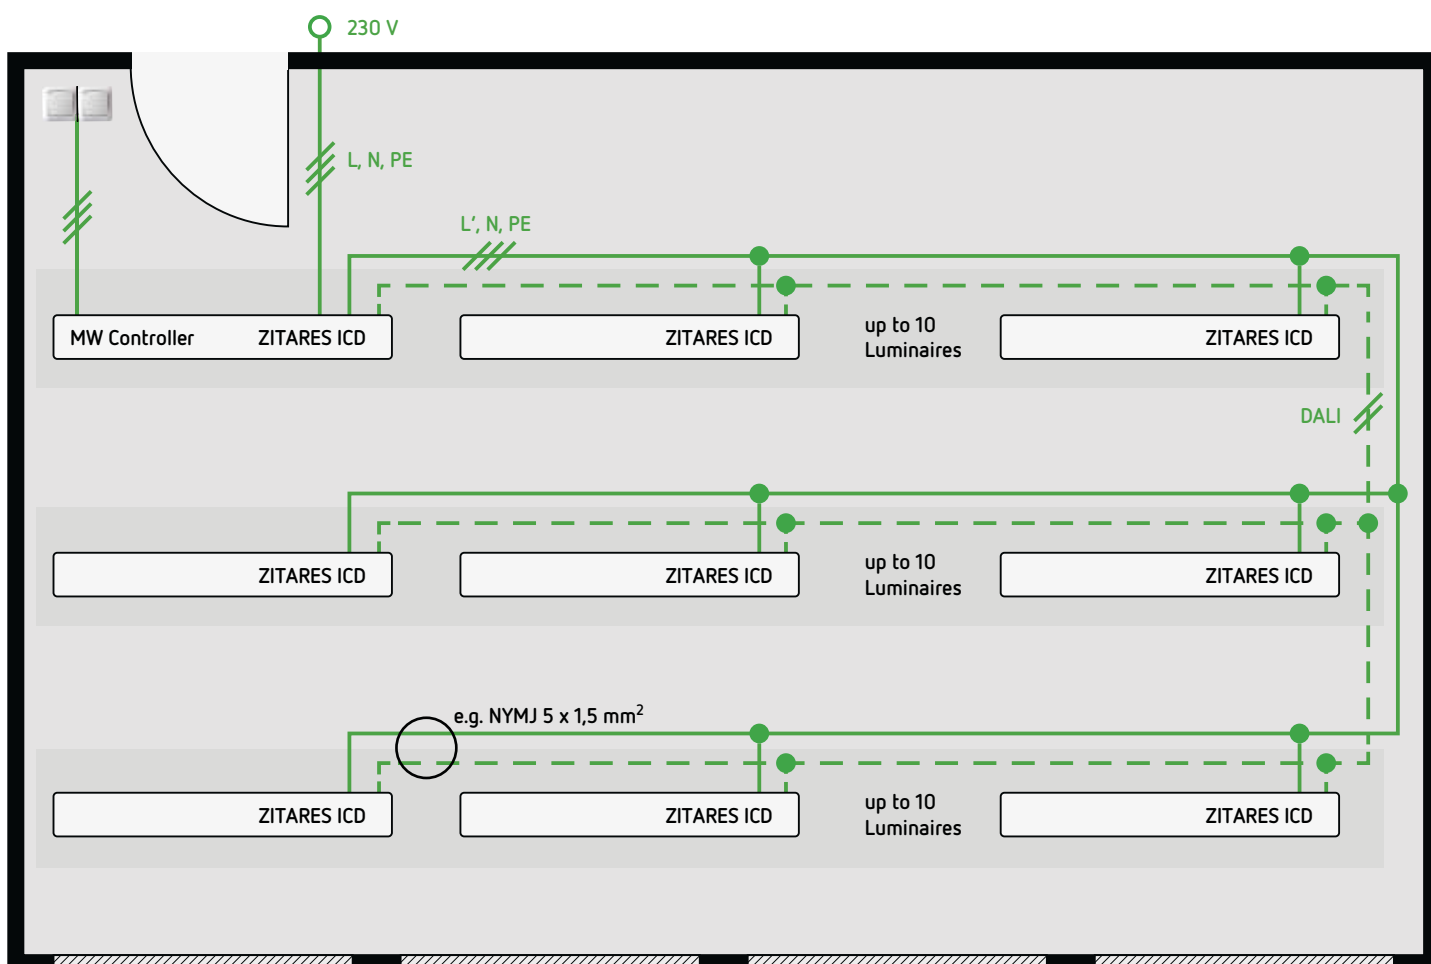 230 V
L, N, PE
L‘, N, PE
MW Controller ZITARES ICD
ZITARES ICD
up to 10
Luminaires
ZITARES ICD
DALI
ZITARES ICD
ZITARES ICD
up to 10
Luminaires
ZITARES ICD
e.g. NYMJ 5 x 1,5 mm²
ZITARES ICD
ZITARES ICD
up to 10
Luminaires
ZITARES ICD